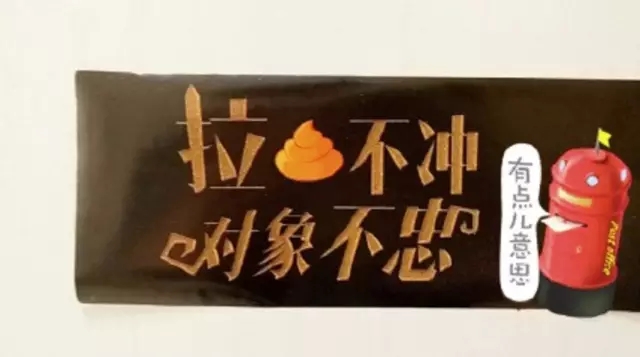 拉💩不冲
对象不忠
有点儿意思
Post office